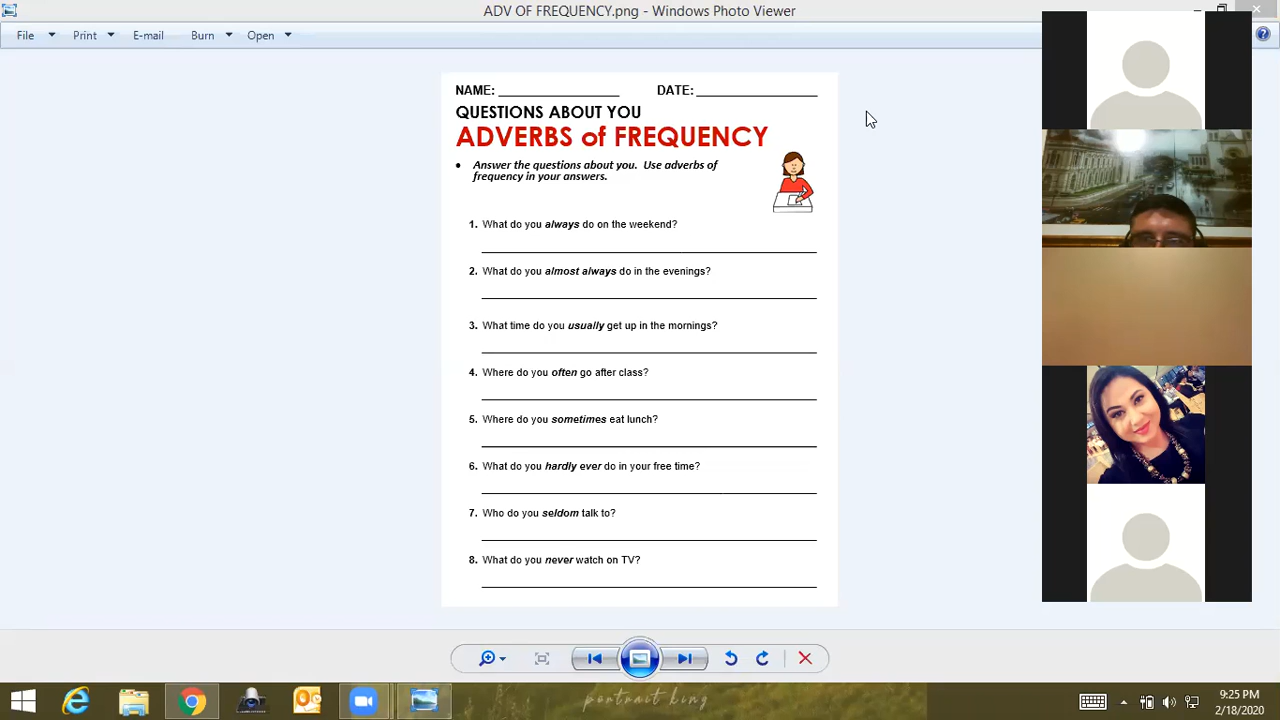 ADV OF FREQUENCY.png - Windows Photo Viewer
File Print E-mail Burn Open
NAME: ________________ DATE: ________________
QUESTIONS ABOUT YOU
ADVERBS of FREQUENCY
• Answer the questions about you. Use adverbs of
frequency in your answers.
1. What do you always do on the weekend?
2. What do you almost always do in the evenings?
3. What time do you usually get up in the mornings?
4. Where do you often go after class?
5. Where do you sometimes eat lunch?
6. What do you hardly ever do in your free time?
7. Who do you seldom talk to?
8. What do you never watch on TV?
portrait king
9:25 PM
2/18/2020